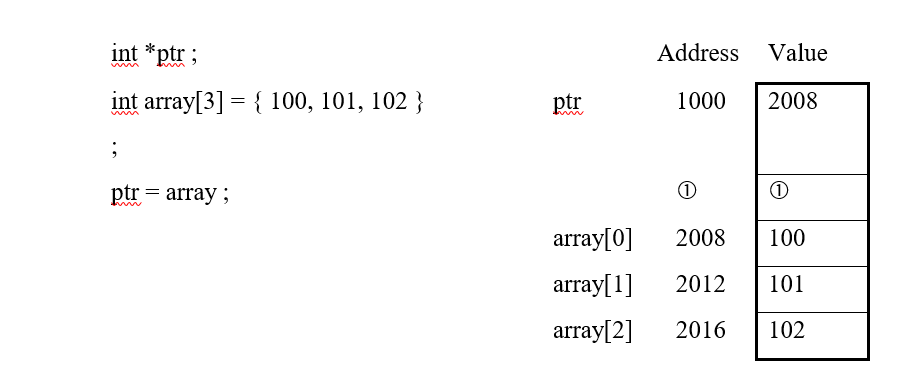 int *ptr ;
int array[3] = { 100, 101, 102 }
;
ptr = array ;
Address Value
ptr 1000 2008
① ①
array[0] 2008 100
array[1] 2012 101
array[2] 2016 102